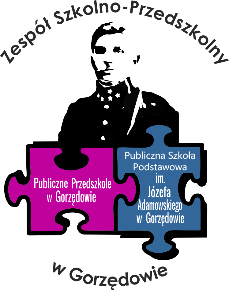 Zespół Szkolno-Przedszkolny
Publiczne Przedszkole
w Gorzędowie
Publiczna Szkoła
Podstawowa
im.
Józefa
Adamowskiego
w Gorzędowie
w Gorzędowie